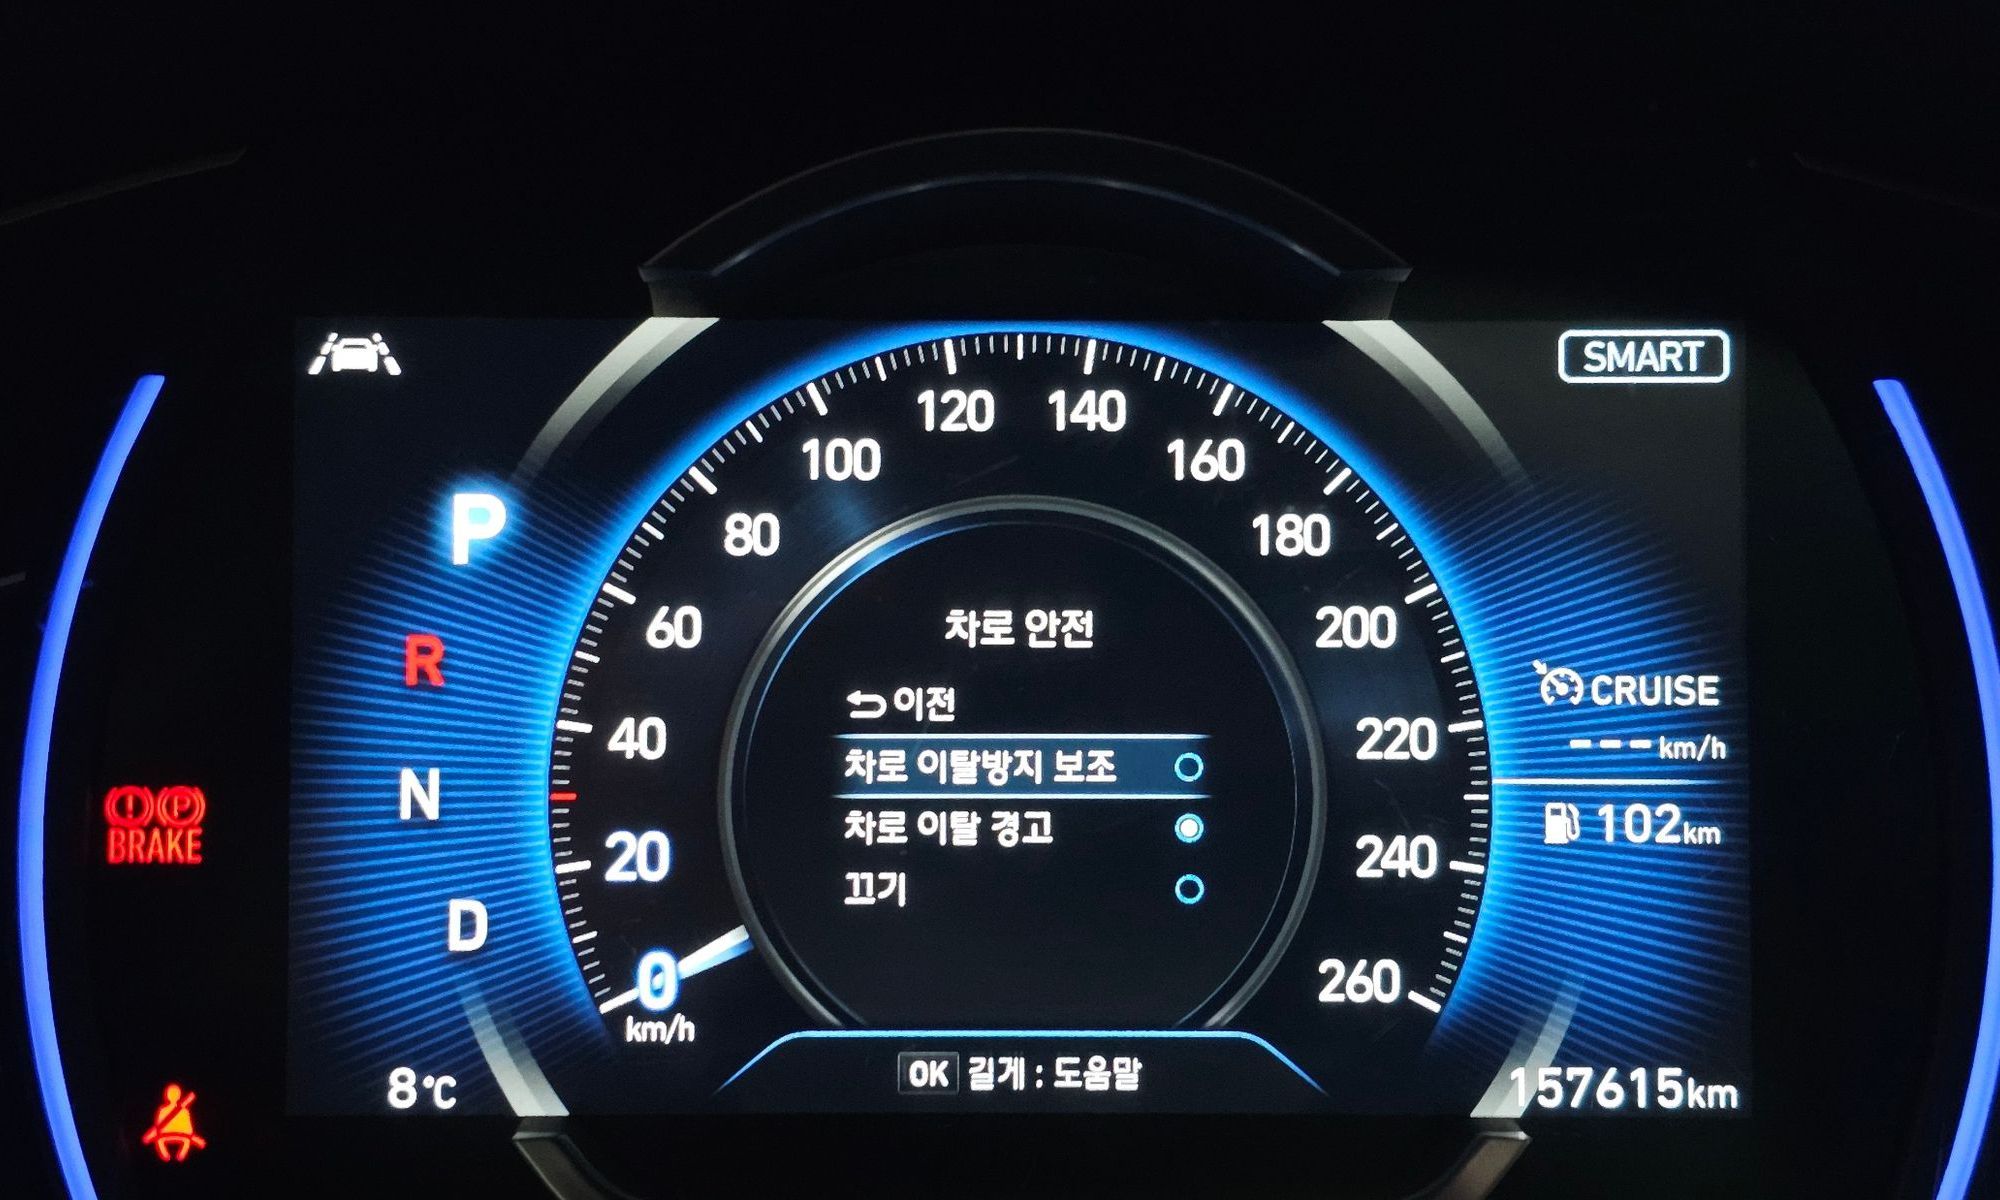 SMART
P
R
N
D
0
20
40
60
80
100
120
140
160
180
200
220
240
260
km/h
차로 안전
이전
차로 이탈방지 보조
차로 이탈 경고
끄기
OK 길게 : 도움말
CRUISE
--- km/h
102km
P
BRAKE
8°C
157615km